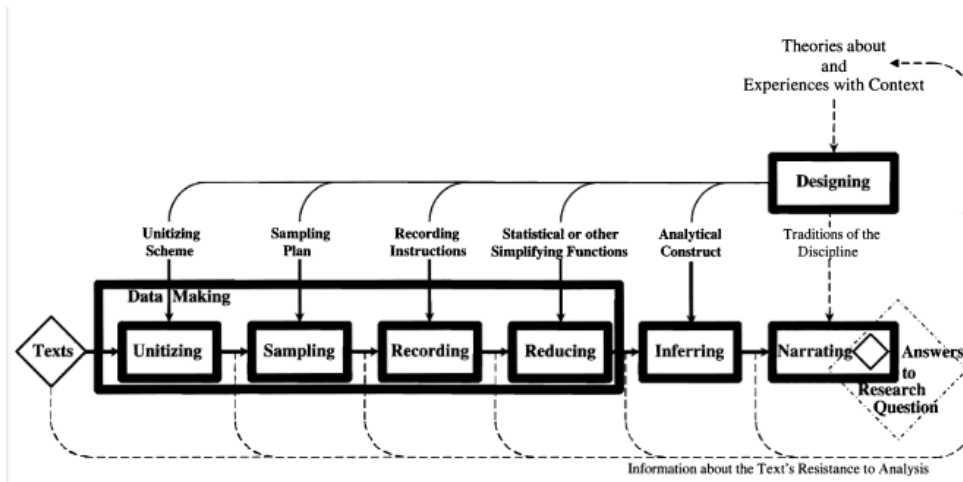 Theories about
and
Experiences with Context
Designing
Unitizing
Scheme
Sampling
Plan
Recording
Instructions
Statistical or other
Simplifying Functions
Analytical
Construct
Traditions of the
Discipline
Data Making
Texts
Unitizing
Sampling
Recording
Reducing
Inferring
Narrating
Answers
to
Research
Question
Information about the Text's Resistance to Analysis